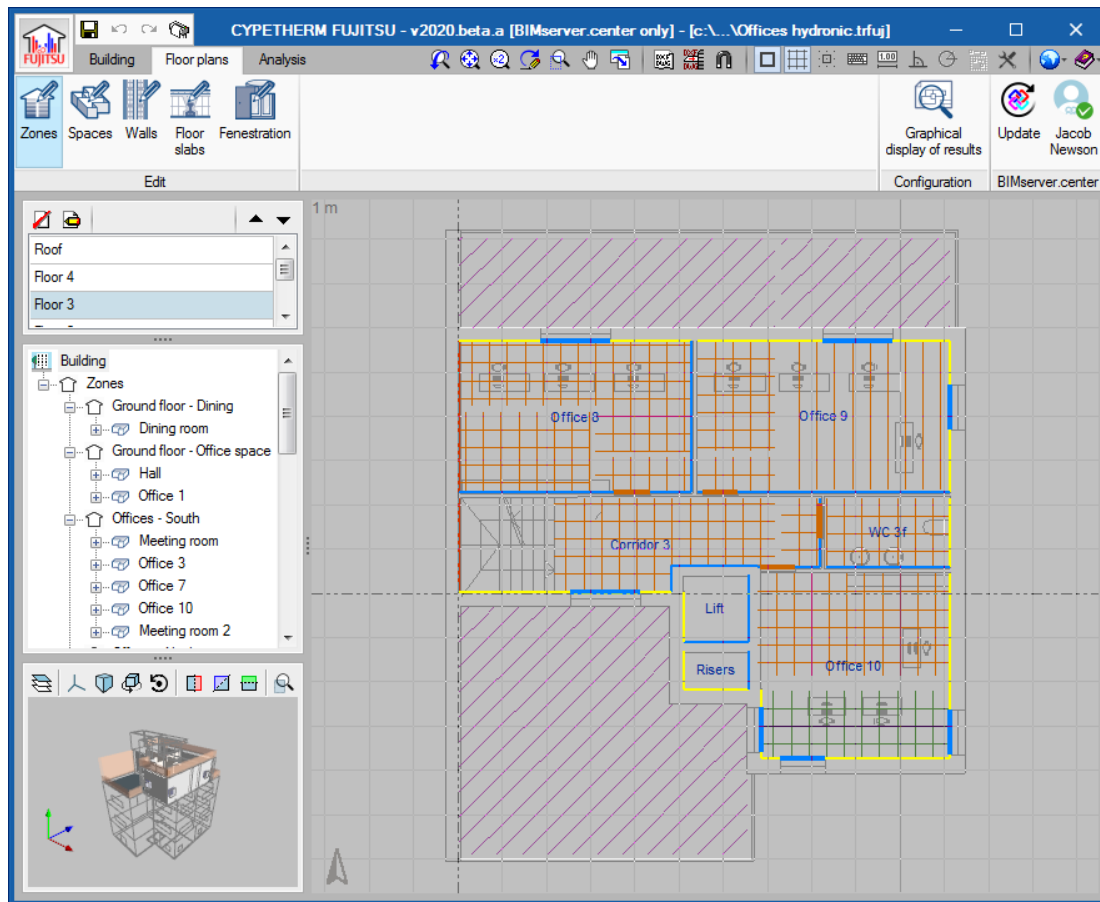 CYPETHERM FUJITSU - v2020.beta.a [BIMserver.center only] - [c:\...\Offices hydronic.trfuj]
FUJITSU
Building
Floor plans
Analysis
Zones
Spaces
Walls
Floor slabs
Fenestration
Graphical display of results
Update
Jacob Newson
Edit
Configuration
BIMserver.center
1 m
Roof
Floor 4
Floor 3
Building
Zones
Ground floor - Dining
Dining room
Ground floor - Office space
Hall
Office 1
Offices - South
Meeting room
Office 3
Office 7
Office 10
Meeting room 2
Office 8
Office 9
Corridor 3
WC 3f
Lift
Risers
Office 10